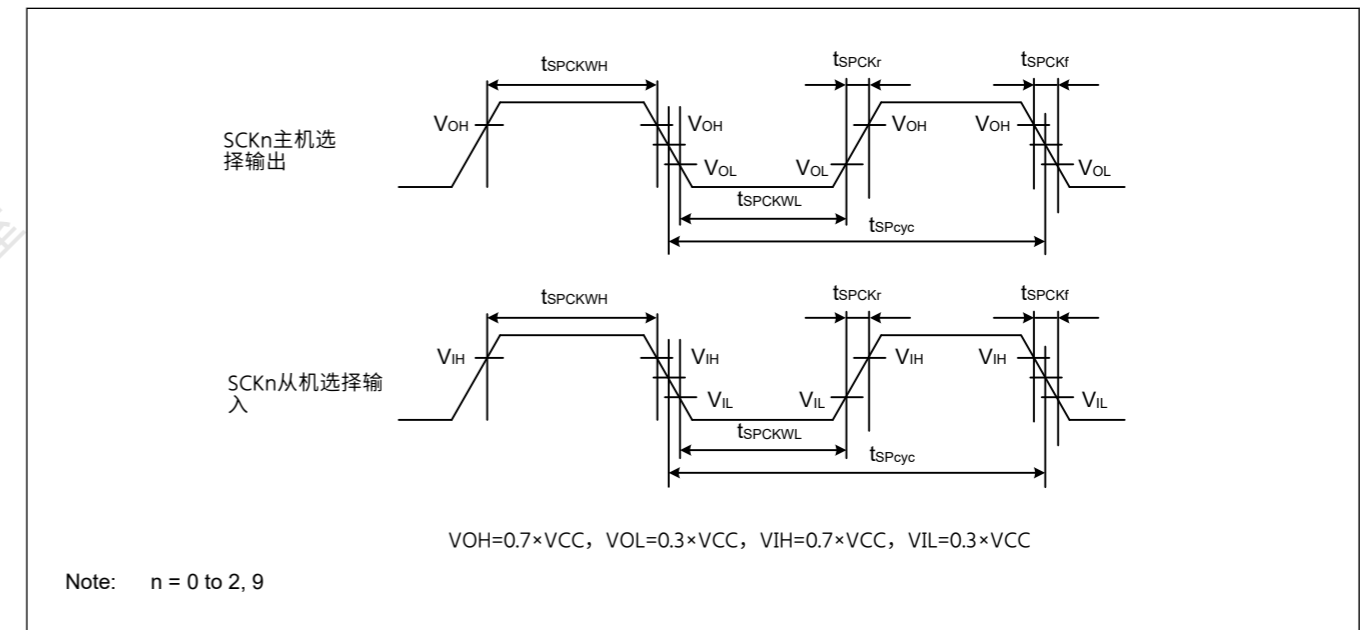 tSPCKWH
tSPCKr
tSPCKf
VOH
VOH
VOH
VOH
SCKn主机选
择输出
VOL
VOL
VOL
tSPCKWL
tSPcyc
tSPCKWH
tSPCKr
tSPCKf
VIH
VIH
VIH
VIH
SCKn从机选择输
入
VIL
VIL
VIL
tSPCKWL
tSPcyc
VOH=0.7×VCC，VOL=0.3×VCC，VIH=0.7×VCC，VIL=0.3×VCC
Note: n = 0 to 2, 9